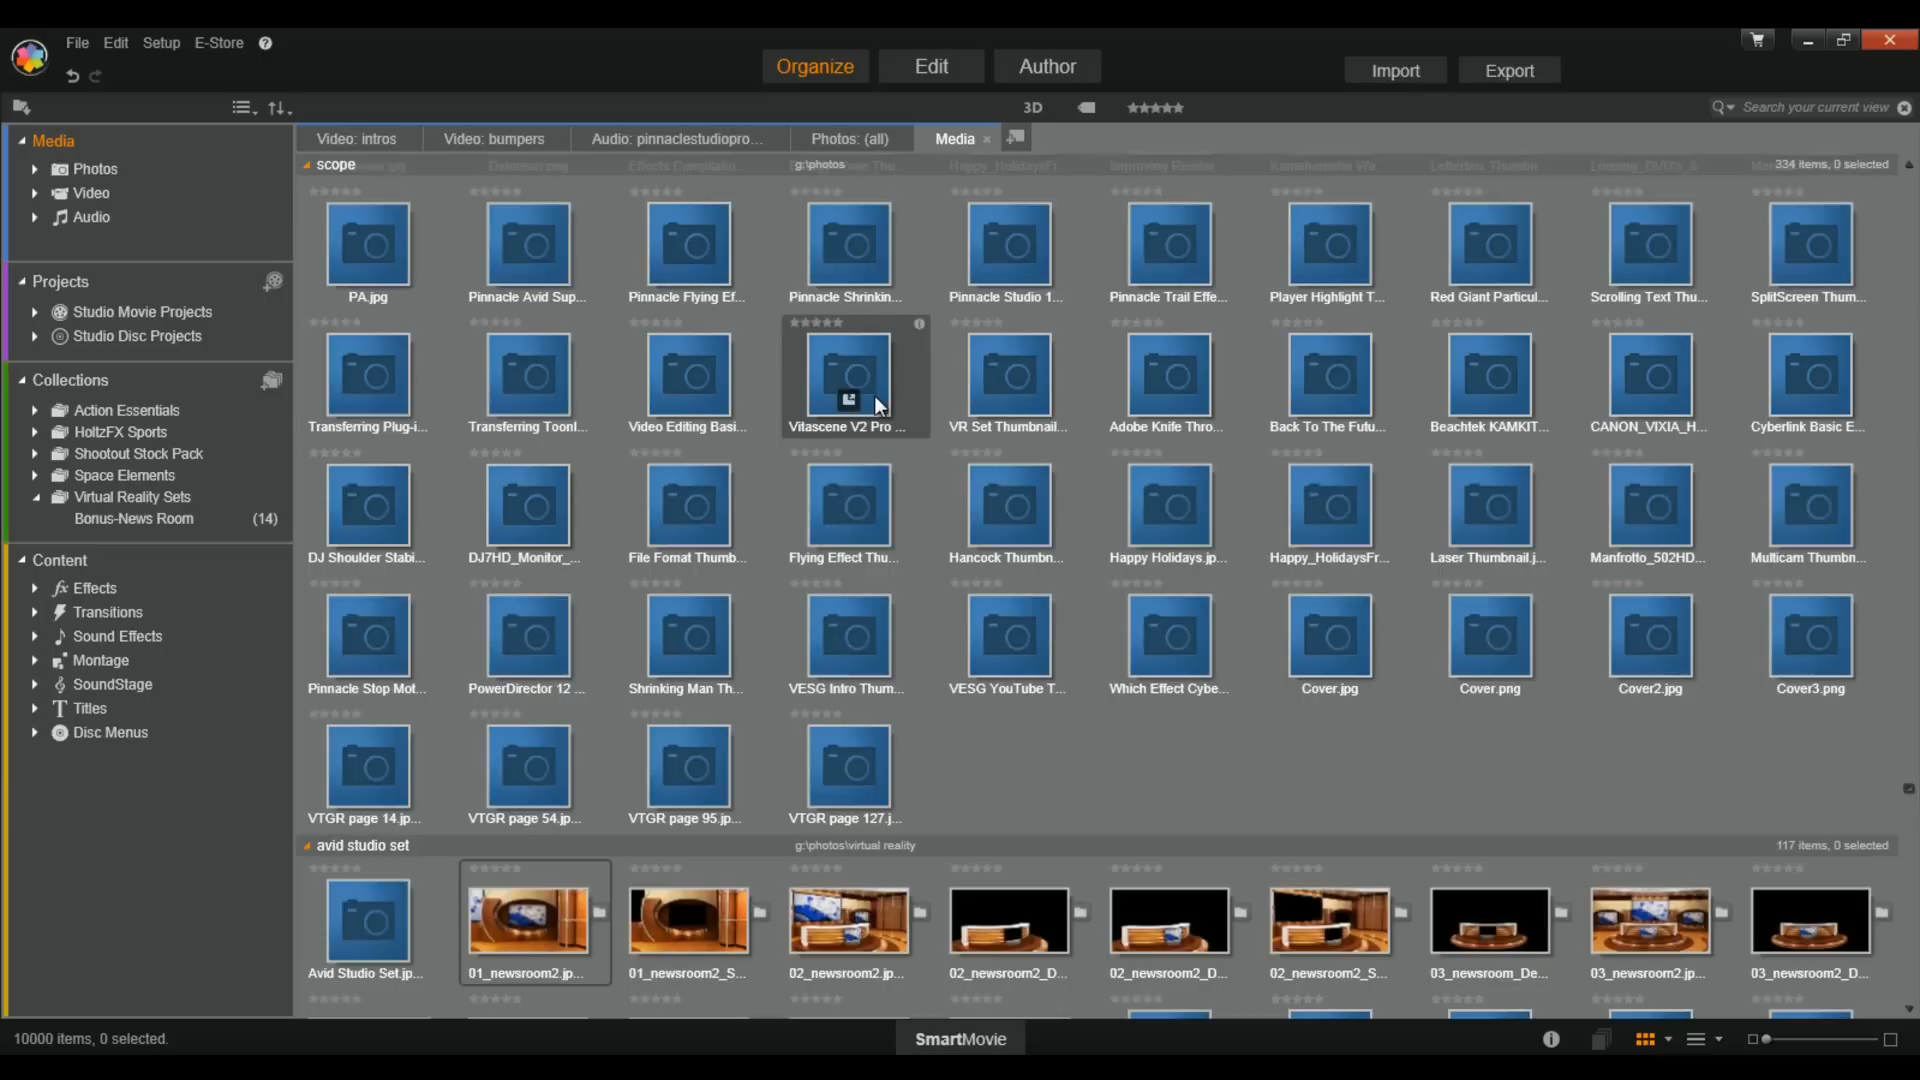 File Edit Setup E-Store ?
Organize Edit Author
Import Export
3D
Search your current view
Media
Photos
Video
Audio
Projects
Studio Movie Projects
Studio Disc Projects
Collections
Action Essentials
HoltzFX Sports
Shootout Stock Pack
Space Elements
Virtual Reality Sets
Bonus-News Room (14)
Content
fx Effects
Transitions
Sound Effects
Montage
SoundStage
Titles
Disc Menus
Video: intros Video: bumpers Audio: pinnaclestudiopro... Photos: (all) Media
scope g:\photos 334 items, 0 selected
PA.jpg Pinnacle Avid Sup... Pinnacle Flying Ef... Pinnacle Shrinkin... Pinnacle Studio 1... Pinnacle Trail Effe... Player Highlight T... Red Giant Particul... Scrolling Text Thu... SplitScreen Thum...
Transferring Plug-i... Transferring Toonl... Video Editing Basi... Vitascene V2 Pro ... VR Set Thumbnail... Adobe Knife Thro... Back To The Futu... Beachtek KAMKIT... CANON_VIXIA_H... Cyberlink Basic E...
DJ Shoulder Stabi... DJ7HD_Monitor_... File Fomat Thumb... Flying Effect Thu... Hancock Thumbn... Happy Holidays.jp... Happy_HolidaysFr... Laser Thumbnail.j... Manfrotto_502HD... Multicam Thumbn...
Pinnacle Stop Mot... PowerDirector 12 ... Shrinking Man Th... VESG Intro Thum... VESG YouTube T... Which Effect Cybe... Cover.jpg Cover.png Cover2.jpg Cover3.png
VTGR page 14.jp... VTGR page 54.jp... VTGR page 95.jp... VTGR page 127.j...
avid studio set g:\photos\virtual reality 117 items, 0 selected
Avid Studio Set.jp... 01_newsroom2.jp... 01_newsroom2_S... 02_newsroom2.jp... 02_newsroom2_D... 02_newsroom2_D... 02_newsroom2_S... 03_newsroom_De... 03_newsroom2.jp... 03_newsroom2_D...
10000 items, 0 selected.
SmartMovie